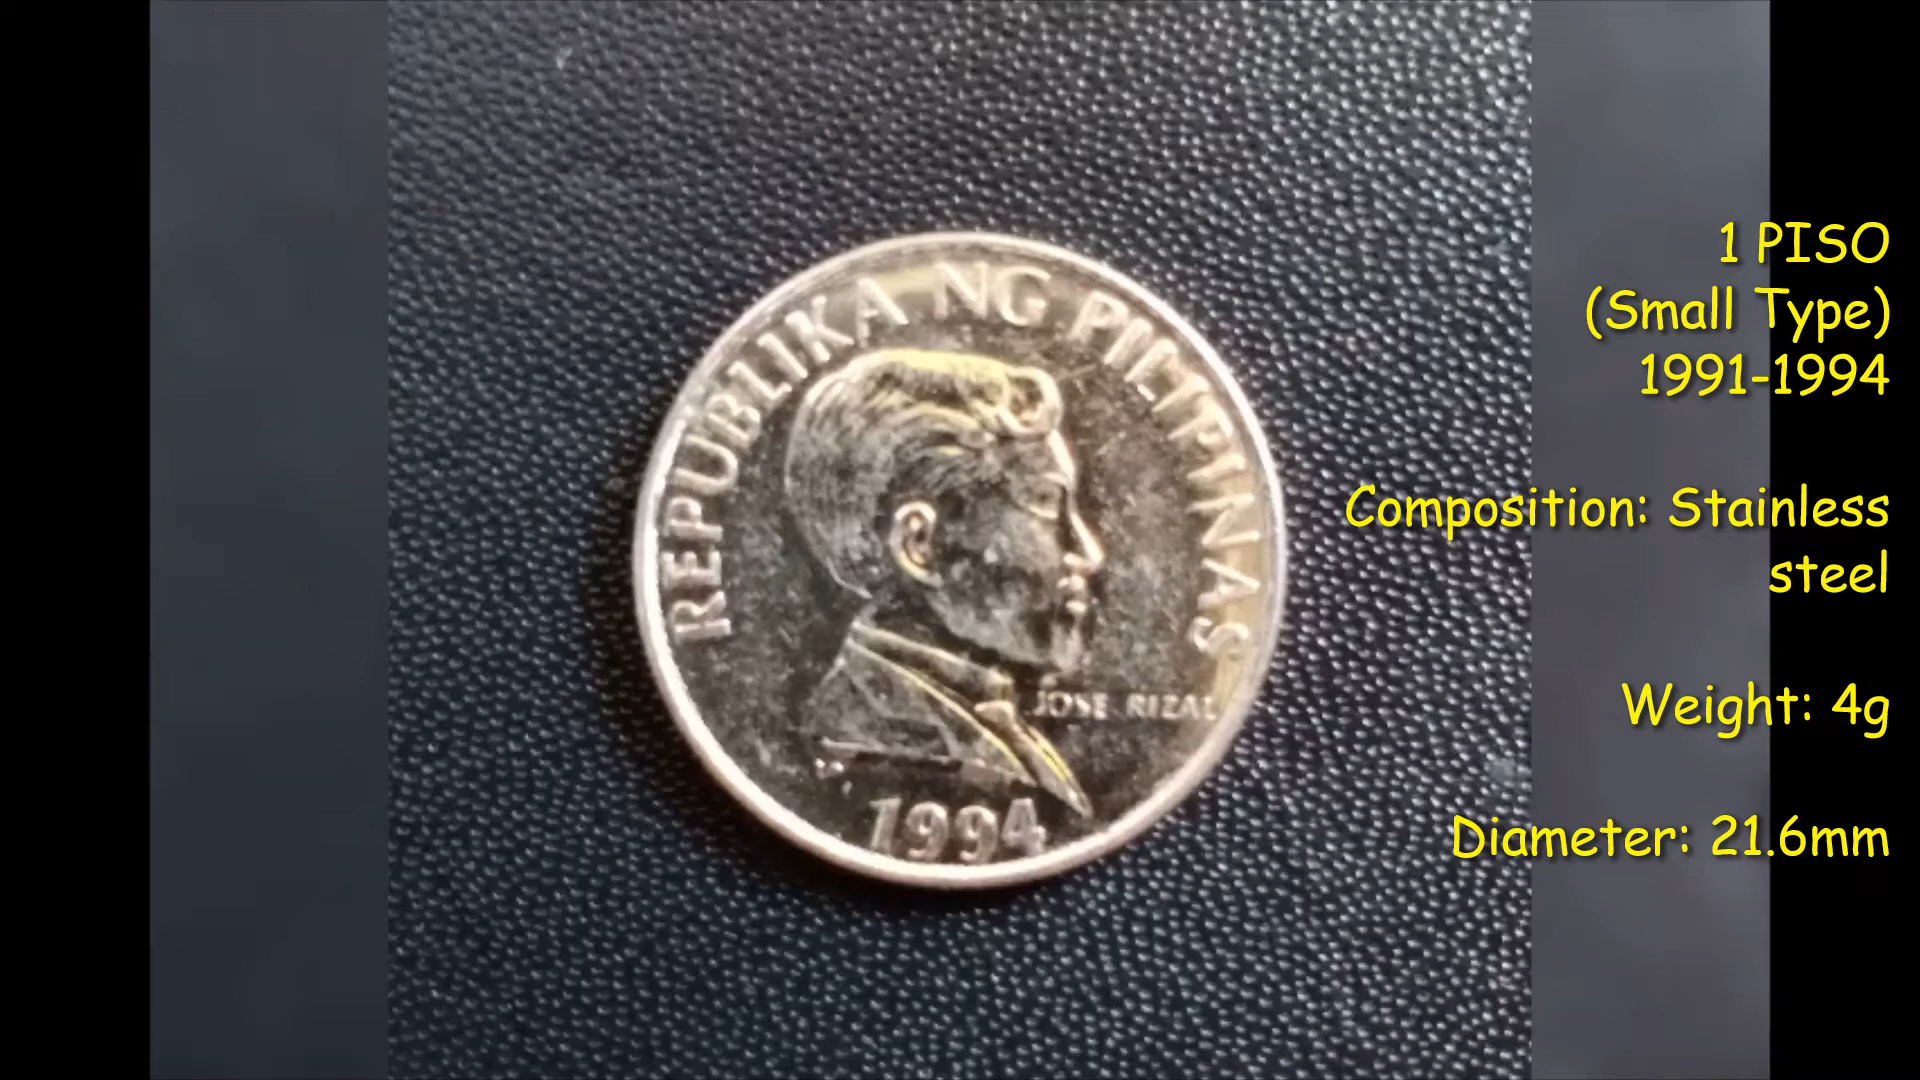 REPUBLIKA NG PILIPINAS
JOSE RIZAL
1994
1 PISO
(Small Type)
1991-1994
Composition: Stainless
steel
Weight: 4g
Diameter: 21.6mm